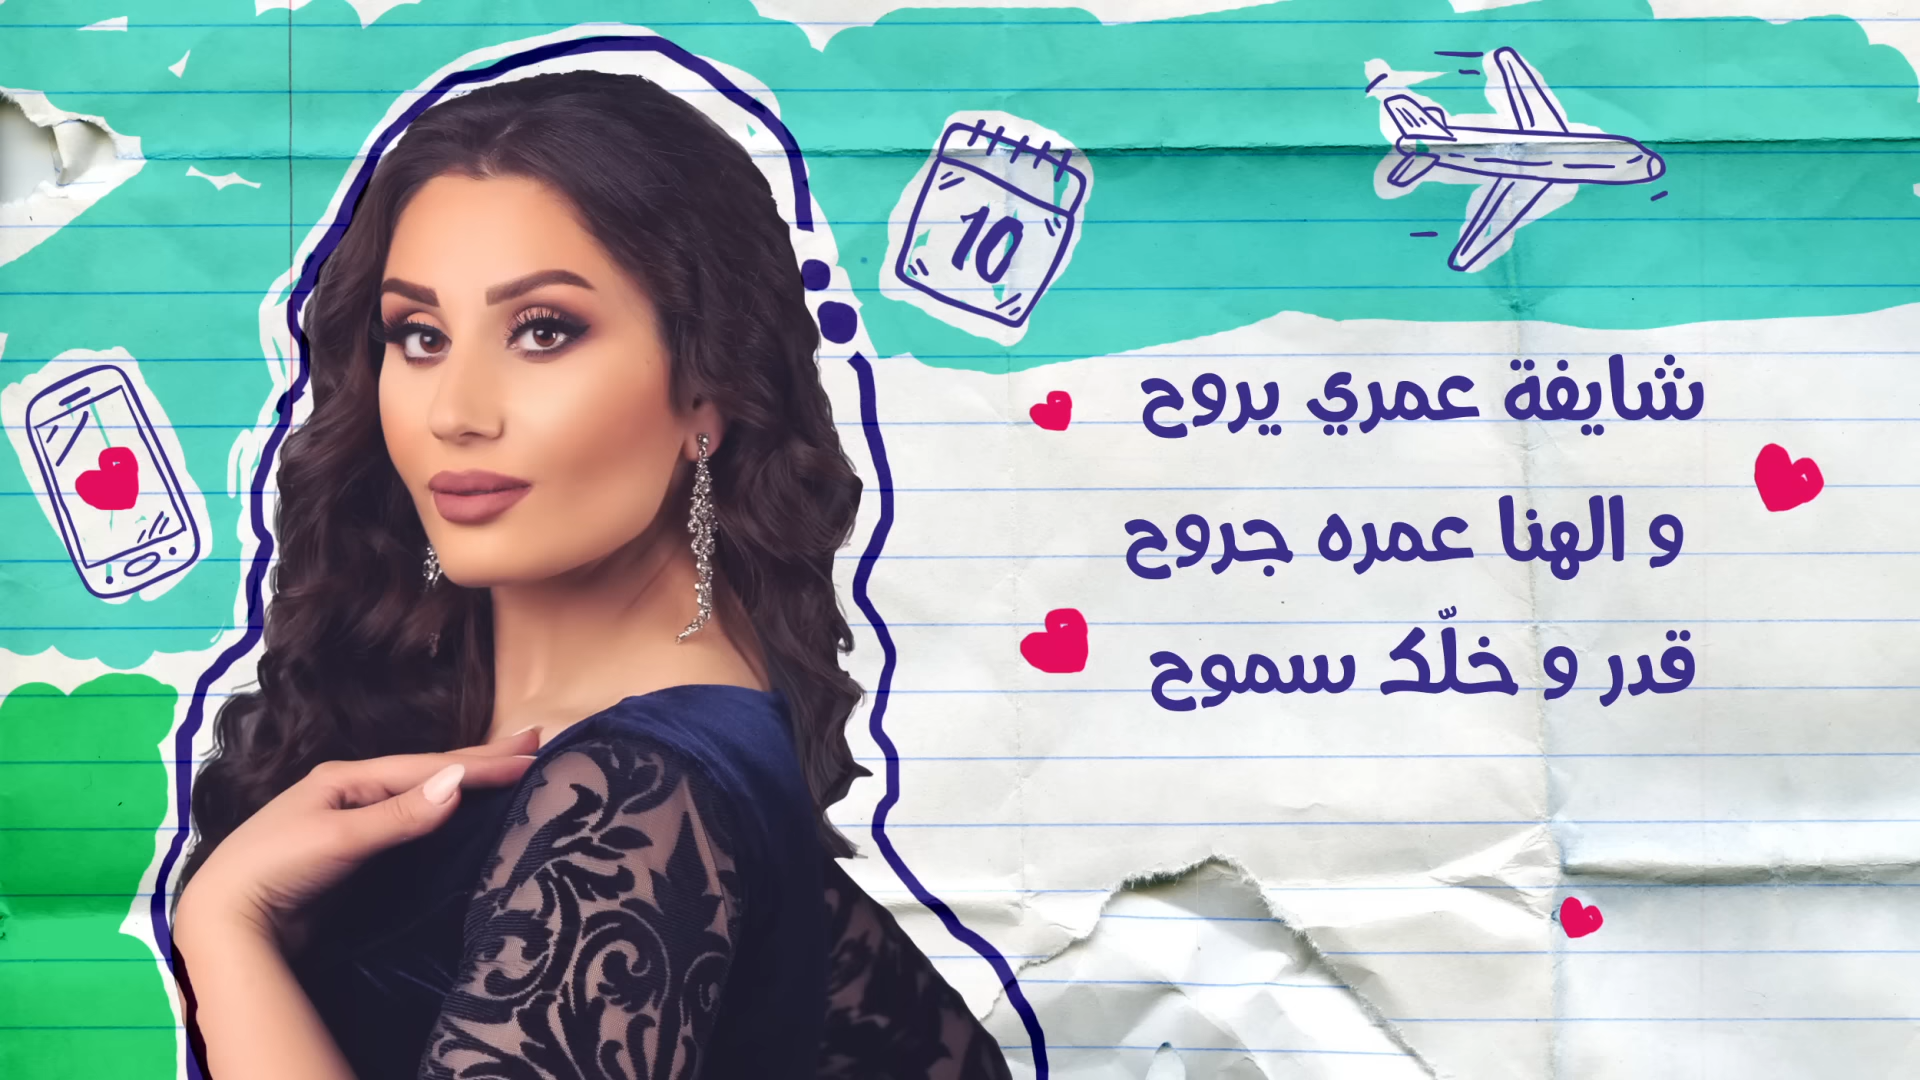 10
شايفة عمري يروح
و الهنا عمره جروح
قدر و خلّك سموح